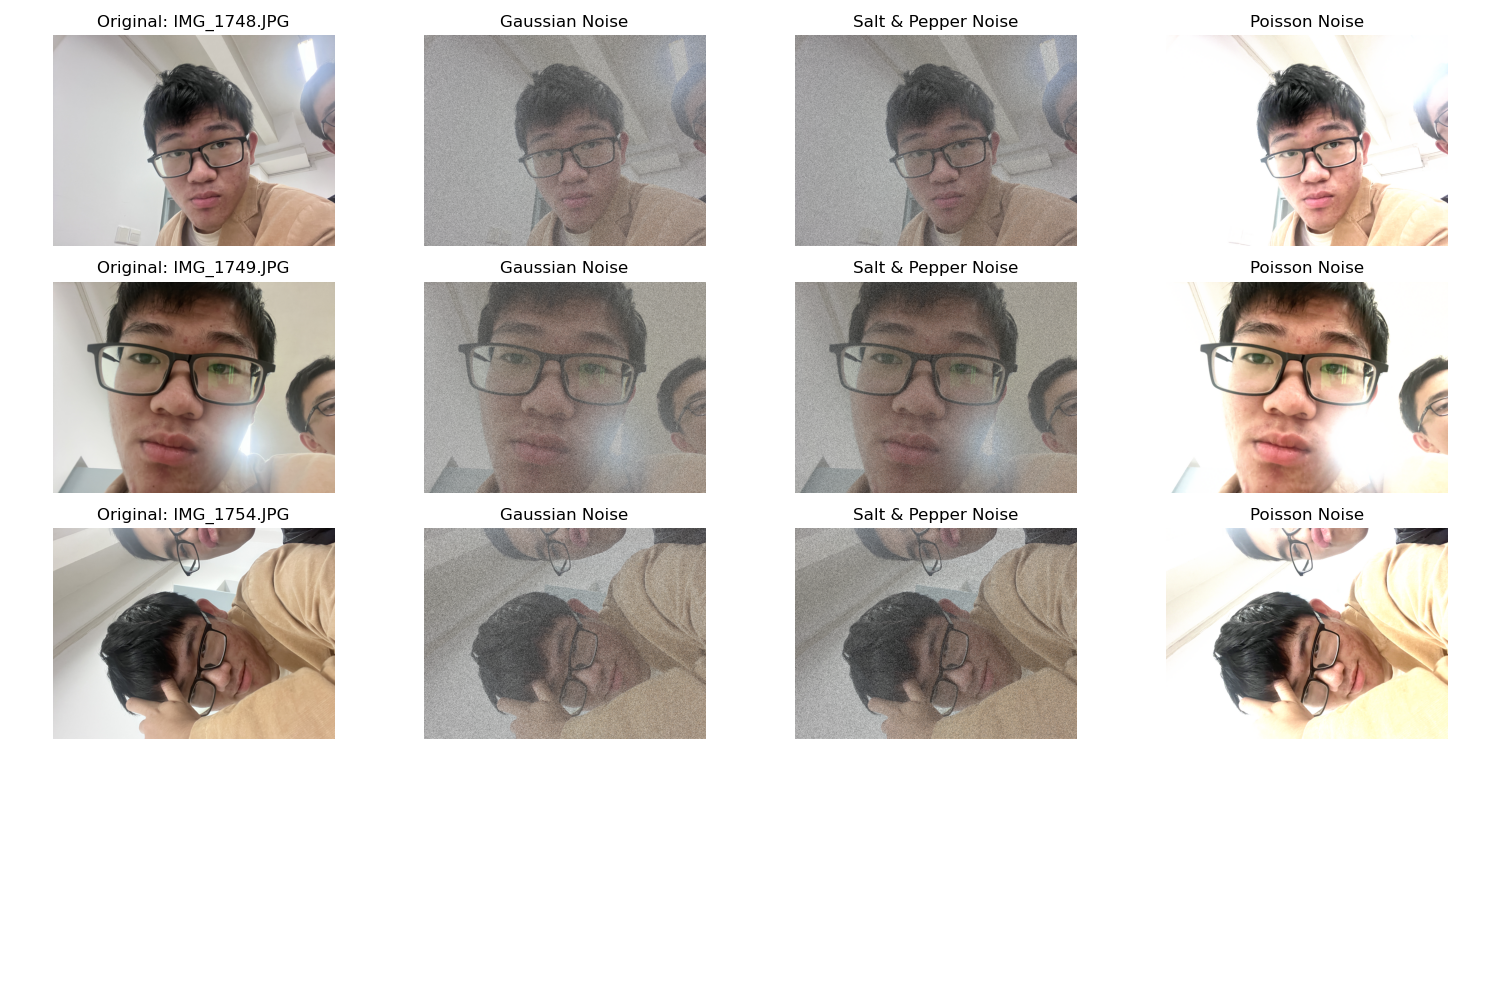 Original: IMG_1748.JPG
Gaussian Noise
Salt & Pepper Noise
Poisson Noise
Original: IMG_1749.JPG
Gaussian Noise
Salt & Pepper Noise
Poisson Noise
Original: IMG_1754.JPG
Gaussian Noise
Salt & Pepper Noise
Poisson Noise